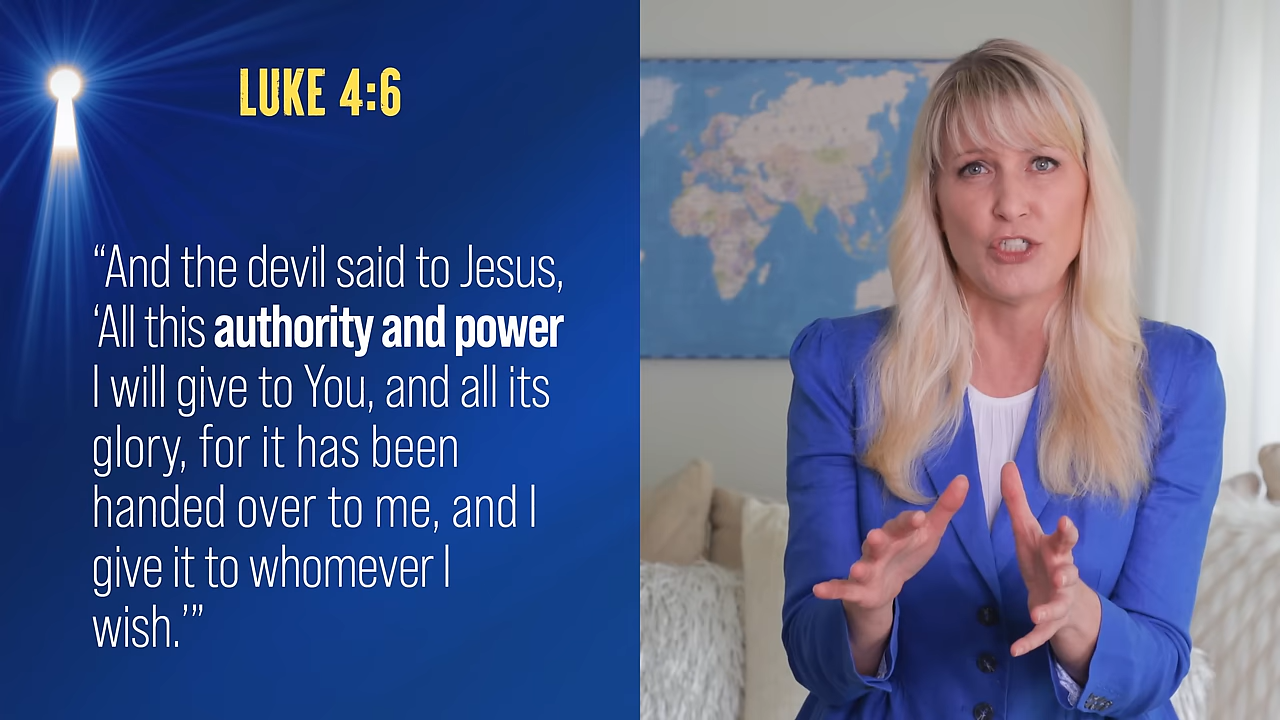 LUKE 4:6
“And the devil said to Jesus,
‘All this authority and power
I will give to You, and all its
glory, for it has been
handed over to me, and I
give it to whomever I
wish.’”